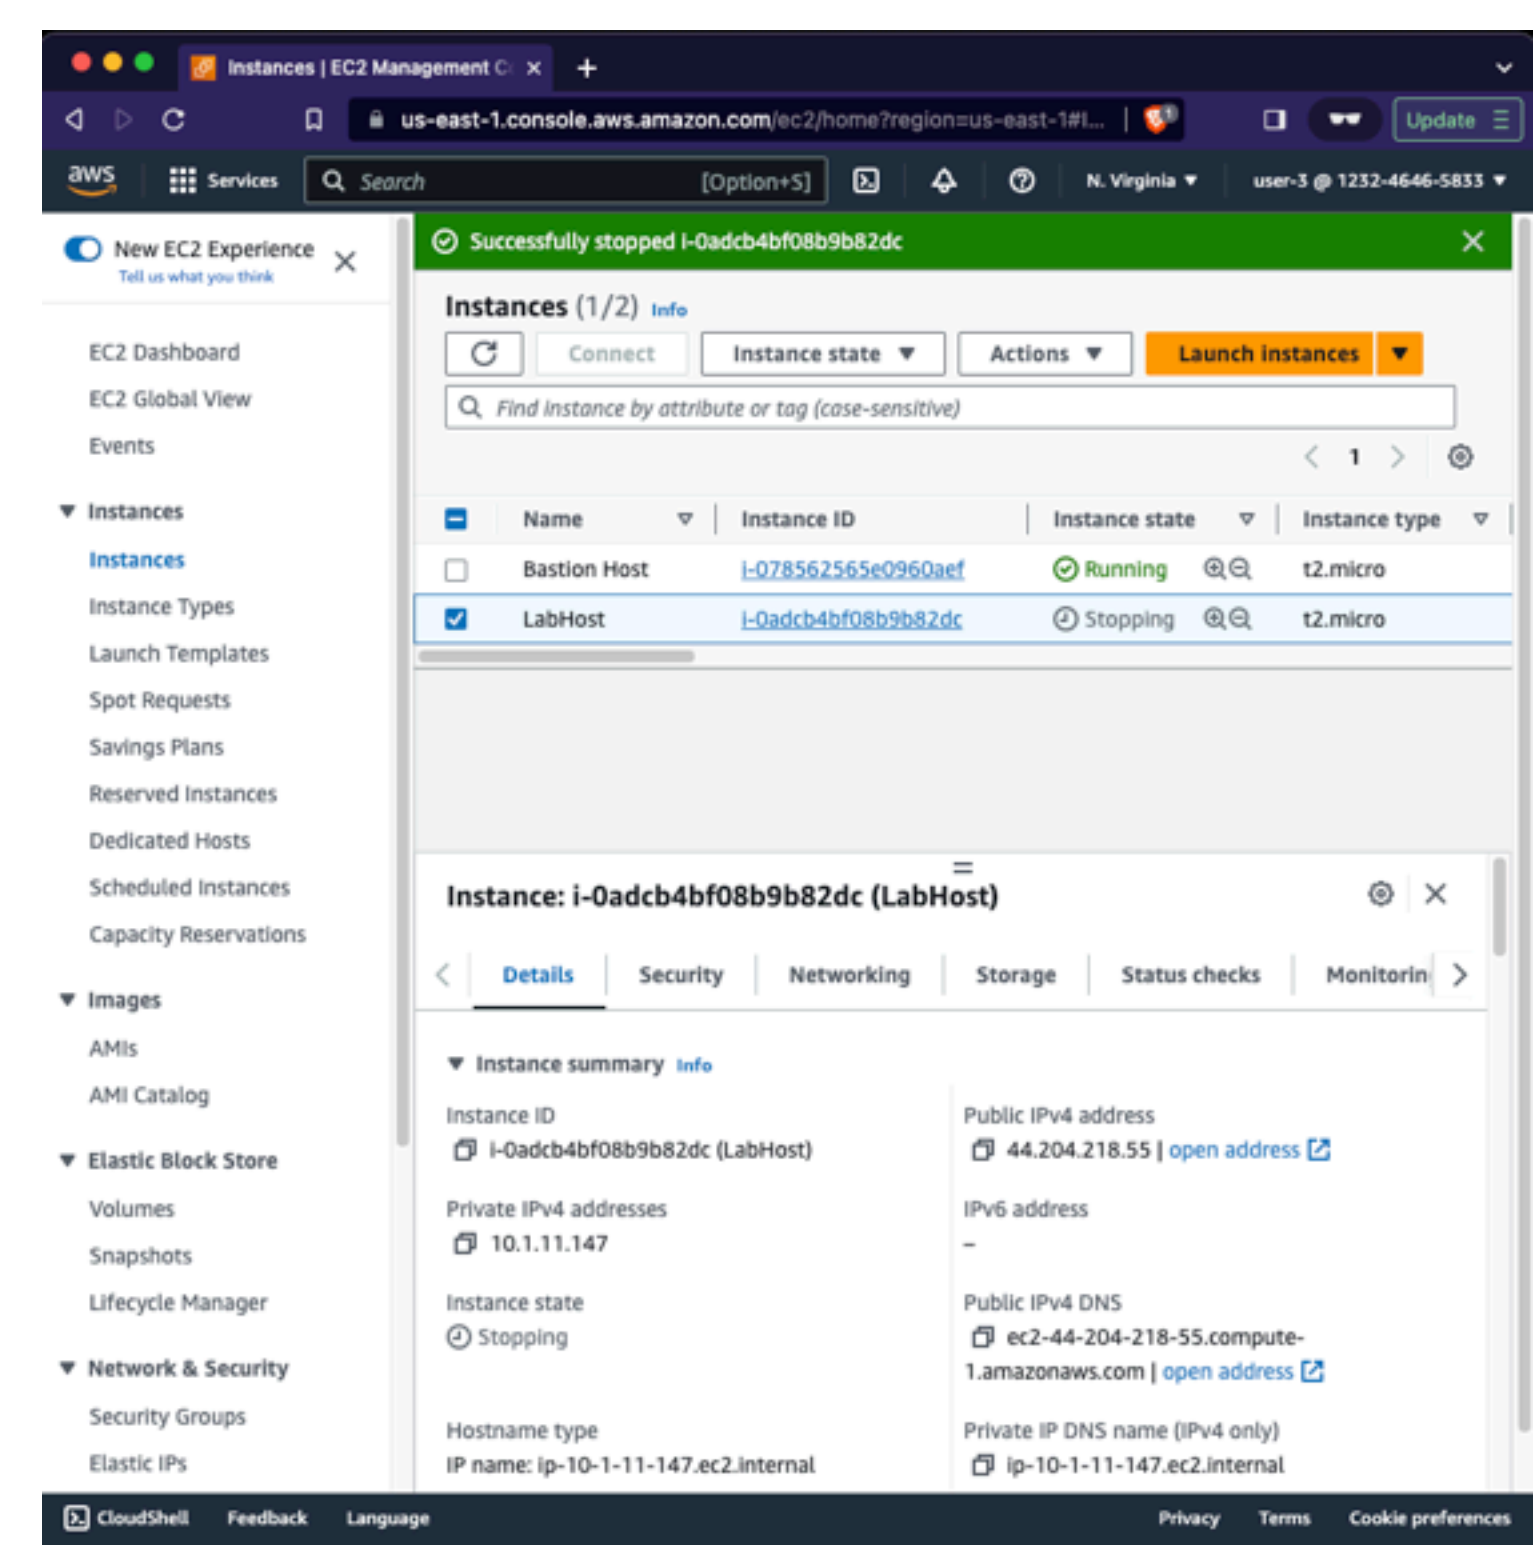 Instances | EC2 Management C
us-east-1.console.aws.amazon.com/ec2/home?region=us-east-1#I...
Update
aws
Services
Search
[Option+S]
N. Virginia
user-3 @ 1232-4646-5833
New EC2 Experience
Tell us what you think
EC2 Dashboard
EC2 Global View
Events
Instances
Instances
Instance Types
Launch Templates
Spot Requests
Savings Plans
Reserved Instances
Dedicated Hosts
Scheduled Instances
Capacity Reservations
Images
AMIs
AMI Catalog
Elastic Block Store
Volumes
Snapshots
Lifecycle Manager
Network & Security
Security Groups
Elastic IPs
Successfully stopped i-0adcb4bf08b9b82dc
Instances (1/2) Info
Connect
Instance state
Actions
Launch instances
Find instance by attribute or tag (case-sensitive)
1
Name Instance ID Instance state Instance type
Bastion Host i-078562565e0960aef Running t2.micro
LabHost i-0adcb4bf08b9b82dc Stopping t2.micro
Instance: i-0adcb4bf08b9b82dc (LabHost)
Details Security Networking Storage Status checks Monitorin
Instance summary Info
Instance ID
i-0adcb4bf08b9b82dc (LabHost)
Public IPv4 address
44.204.218.55 | open address
Private IPv4 addresses
10.1.11.147
IPv6 address
–
Instance state
Stopping
Public IPv4 DNS
ec2-44-204-218-55.compute-
1.amazonaws.com | open address
Hostname type
IP name: ip-10-1-11-147.ec2.internal
Private IP DNS name (IPv4 only)
ip-10-1-11-147.ec2.internal
CloudShell Feedback Language Privacy Terms Cookie preferences